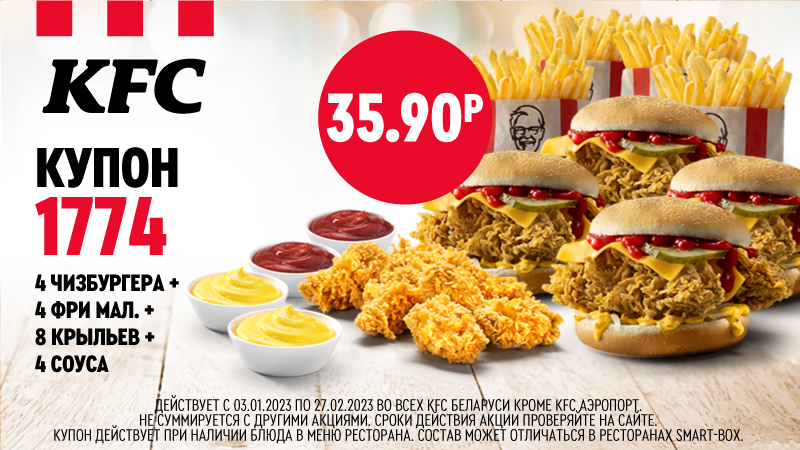 KFC
35.90Р
КУПОН
1774
4 ЧИЗБУРГЕРА +
4 ФРИ МАЛ. +
8 КРЫЛЬЕВ +
4 СОУСА
ДЕЙСТВУЕТ С 03.01.2023 ПО 27.02.2023 ВО ВСЕХ KFC БЕЛАРУСИ КРОМЕ KFC АЭРОПОРТ.
НЕ СУММИРУЕТСЯ С ДРУГИМИ АКЦИЯМИ. СРОКИ ДЕЙСТВИЯ АКЦИИ ПРОВЕРЯЙТЕ НА САЙТЕ.
КУПОН ДЕЙСТВУЕТ ПРИ НАЛИЧИИ БЛЮДА В МЕНЮ РЕСТОРАНА. СОСТАВ МОЖЕТ ОТЛИЧАТЬСЯ В РЕСТОРАНАХ SMART-BOX.